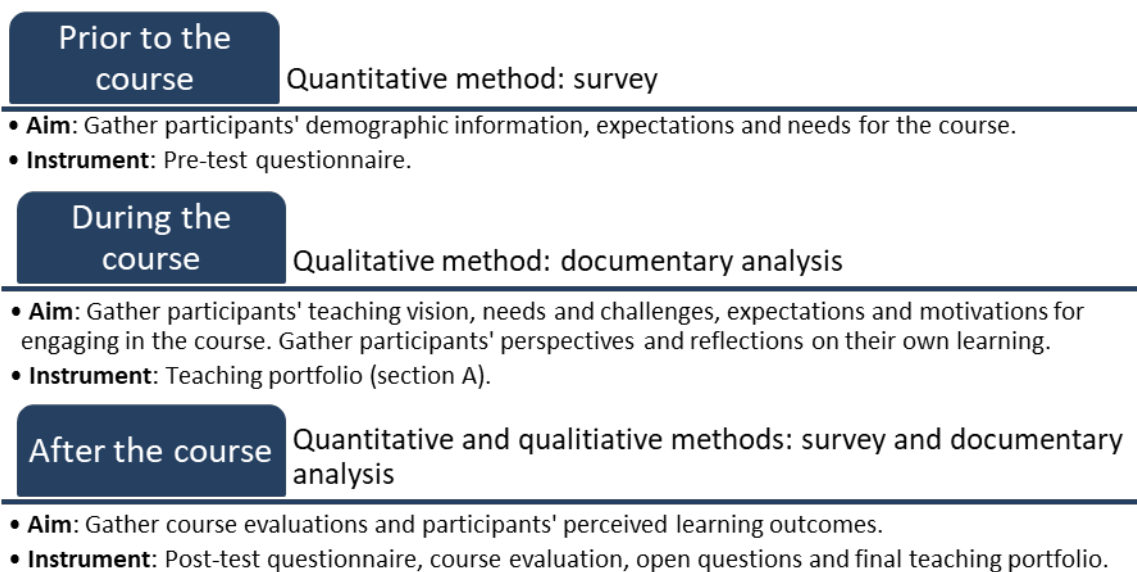 Prior to the
course
Quantitative method: survey
• Aim: Gather participants' demographic information, expectations and needs for the course.
• Instrument: Pre-test questionnaire.
During the
course
Qualitative method: documentary analysis
• Aim: Gather participants' teaching vision, needs and challenges, expectations and motivations for
engaging in the course. Gather participants' perspectives and reflections on their own learning.
• Instrument: Teaching portfolio (section A).
After the course
Quantitative and qualitiative methods: survey and documentary
analysis
• Aim: Gather course evaluations and participants' perceived learning outcomes.
• Instrument: Post-test questionnaire, course evaluation, open questions and final teaching portfolio.